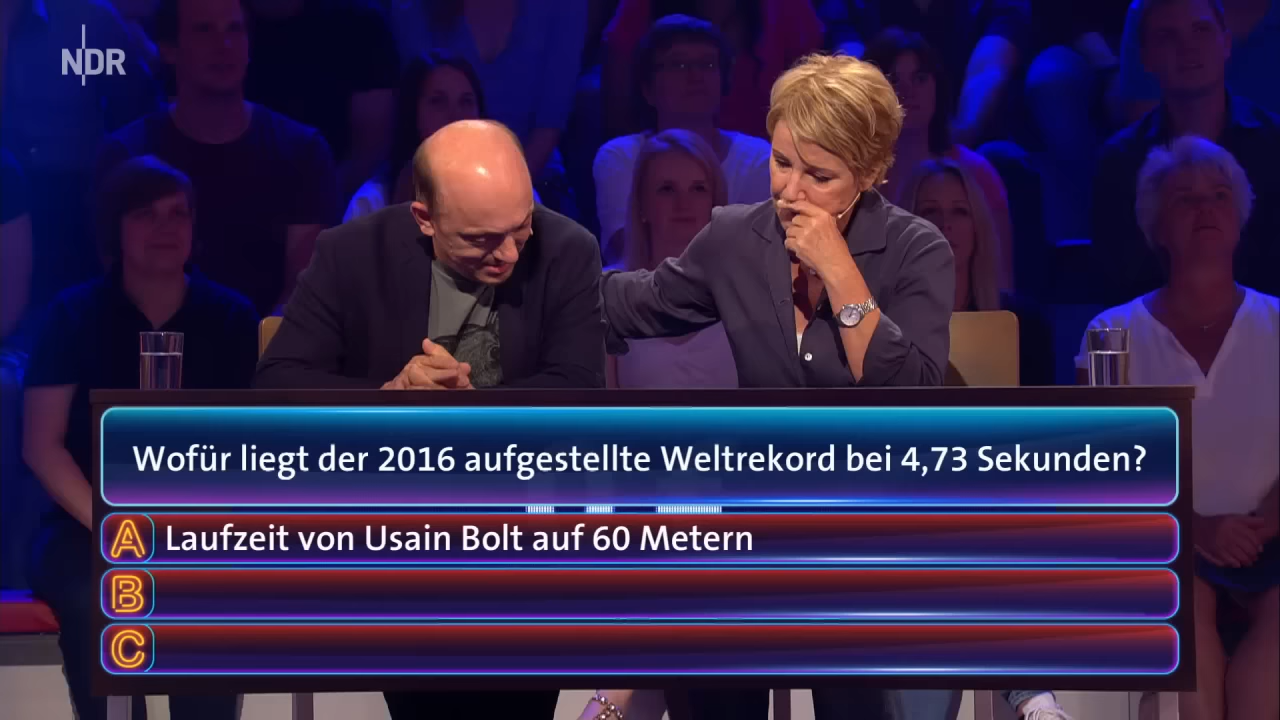 NDR
Wofür liegt der 2016 aufgestellte Weltrekord bei 4,73 Sekunden?
A Laufzeit von Usain Bolt auf 60 Metern
B
C